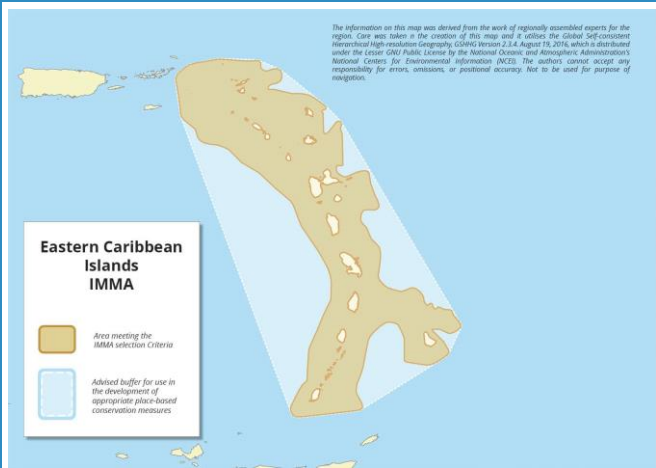 The information on this map was derived from the work of regionally assembled experts for the
region. Care was taken n the creation of this map and it utilises the Global Self-consistent
Hierarchical High-resolution Geography, GSHHG Version 2.3.4. August 19, 2016, which is distributed
under the Lesser GNU Public License by the National Oceanic and Atmospheric Administration's
National Centers for Environmental Information (NCEI). The authors cannot accept any
responsibility for errors, omissions, or positional accuracy. Not to be used for purpose of
navigation.
Eastern Caribbean
Islands
IMMA
Area meeting the
IMMA selection Criteria
Advised buffer for use in
the development of
appropriate place-based
conservation measures